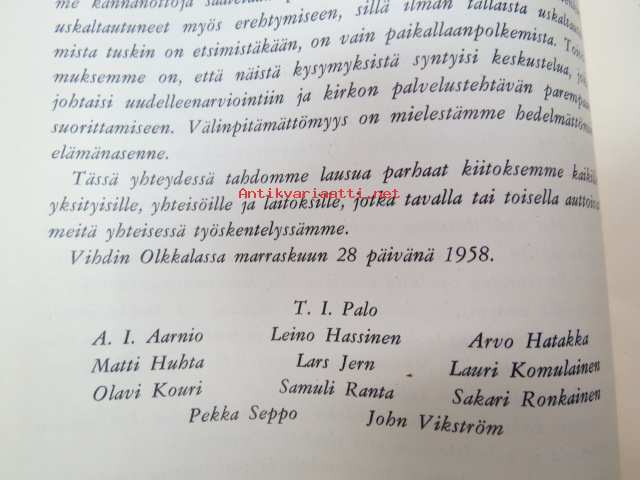 me kannanottoja
uskaltautuneet myös erehtymiseen, sillä ilman tällaista
mista tuskin on etsimistäkään, on vain paikallaanpolkemista.
muksemme on, että näistä kysymyksistä syntyisi keskustelua,
johtaisi uudelleenarviointiin ja kirkon palvelustehtävän
suorittamiseen. Välinpitämättömyys on mielestämme
elämänasenne.
Tässä yhteydessä tahdomme lausua parhaat kiitoksemme
Antikvariaatti.net
yksityisille, yhteisöille ja laitoksille, jotka tavalla tai toisella
meitä yhteisessä työskentelyssämme.
Vihdin Olkkalassa marraskuun 28 päivänä 1958.
T. I. Palo
A. I. Aarnio Leino Hassinen Arvo Hatakka
Matti Huhta Lars Jern Lauri Komulainen
Olavi Kouri Samuli Ranta Sakari Ronkainen
Pekka Seppo John Vikström